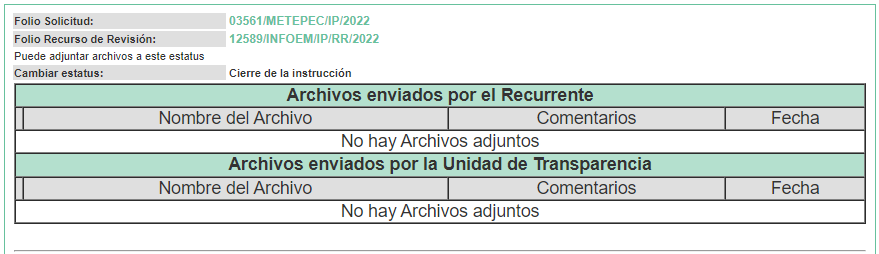 Folio Solicitud: 03561/METEPEC/IP/2022
Folio Recurso de Revisión: 12589/INFOEM/IP/RR/2022
Puede adjuntar archivos a este estatus
Cambiar estatus: Cierre de la instrucción
Archivos enviados por el Recurrente
Nombre del Archivo Comentarios Fecha
No hay Archivos adjuntos
Archivos enviados por la Unidad de Transparencia
Nombre del Archivo Comentarios Fecha
No hay Archivos adjuntos